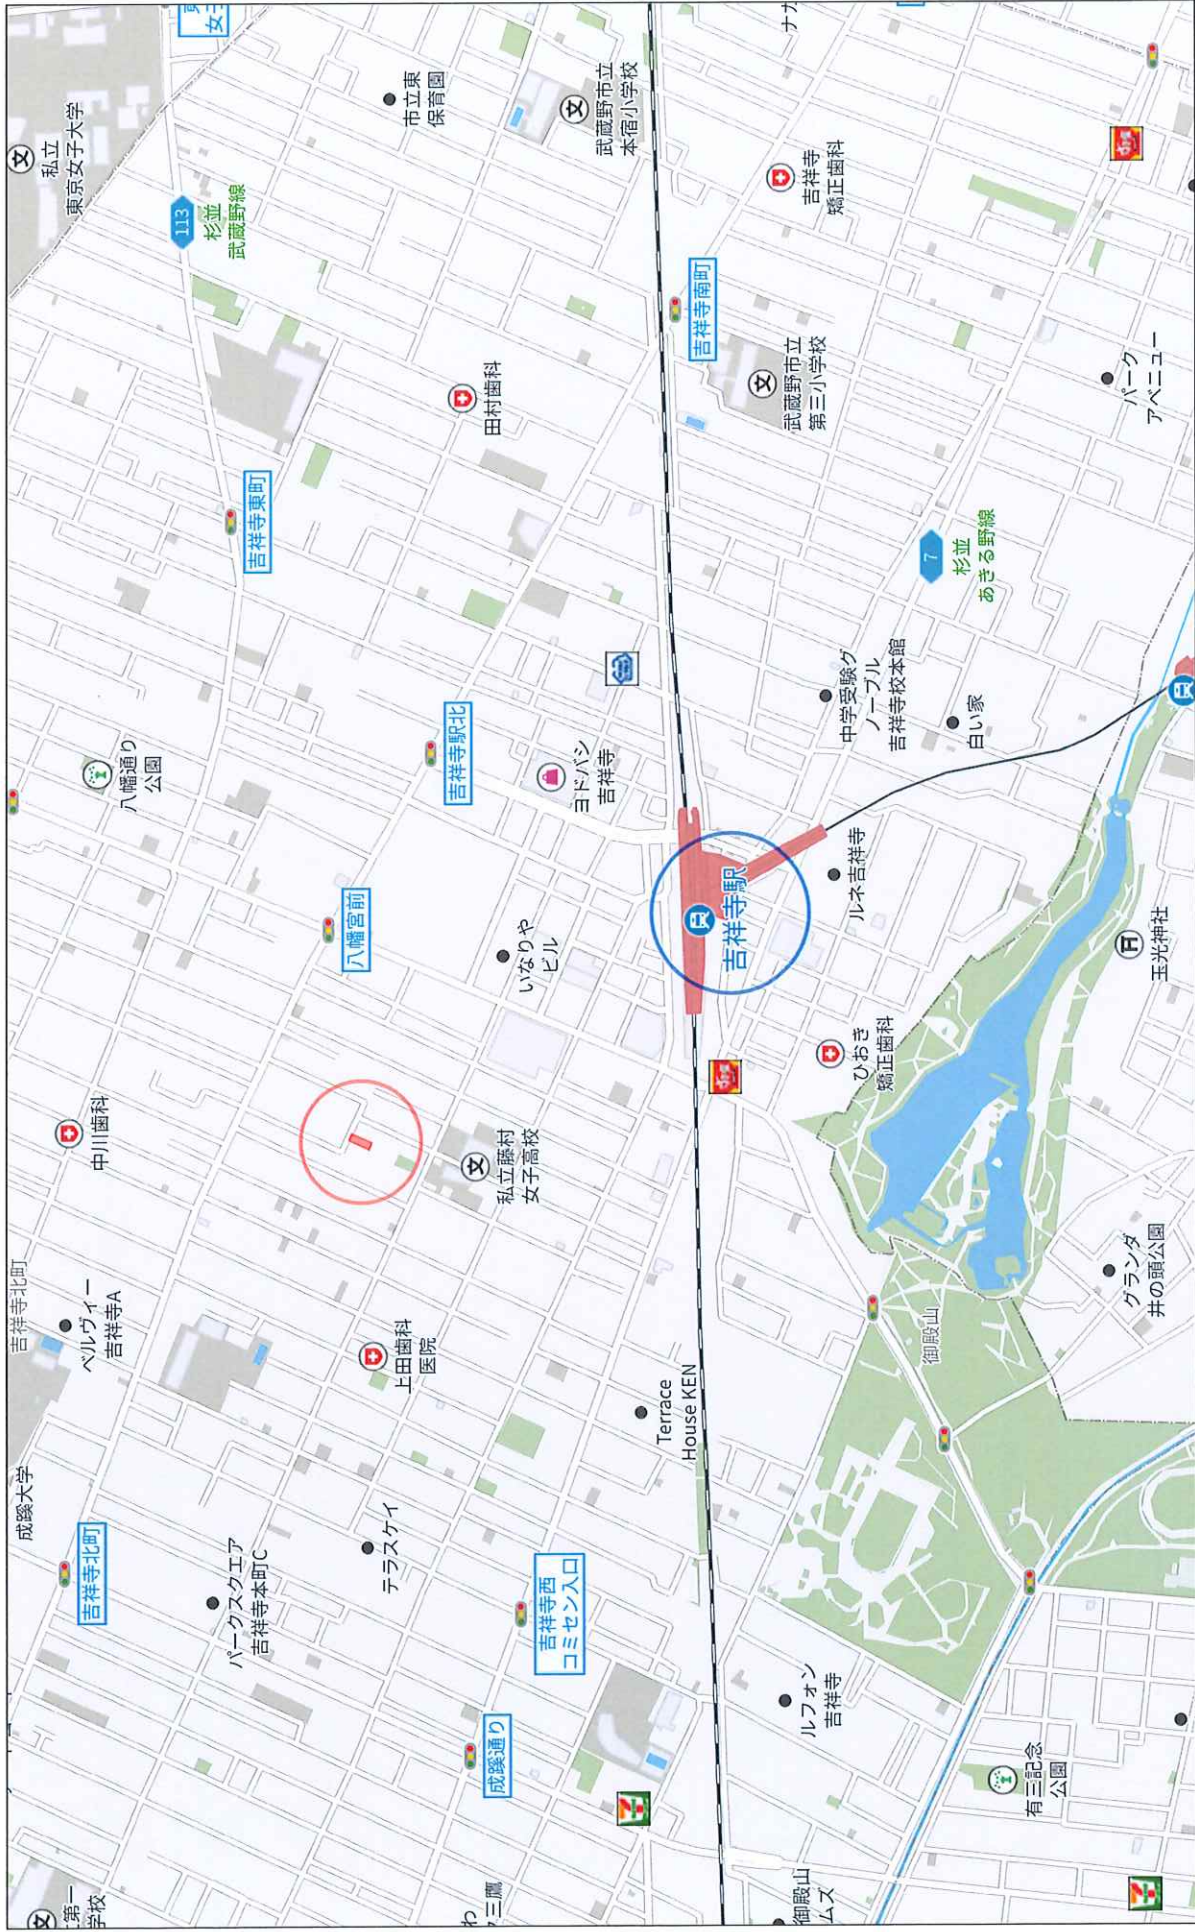 第一
学校
吉祥寺北町
成蹊大学
吉祥寺北町
ベルヴィー
吉祥寺A
中川歯科
八幡通り
公園
私立
東京女子大学
113
杉並
武蔵野線
パークスクエア
吉祥寺本町C
吉祥寺東町
テラスケイ
上田歯科
医院
八幡宮前
吉祥寺駅北
田村歯科
市立東
保育園
三鷹
成蹊通り
吉祥寺西
コミセン入口
私立藤村
女子高校
いなりや
ビル
ヨドバシ
吉祥寺
武蔵野市立
本宿小学校
Terrace
House KEN
吉祥寺駅
吉祥寺南町
武蔵野市立
第三小学校
吉祥寺
矯正歯科
御殿山
ムズ
ルフォン
吉祥寺
ひおき
矯正歯科
ルネ吉祥寺
中学受験グ
ノーブル
吉祥寺校本館
白い家
7
杉並
あきる野線
御殿山
有三記念
公園
グランダ
井の頭公園
玉光神社
パーク
アベニュー